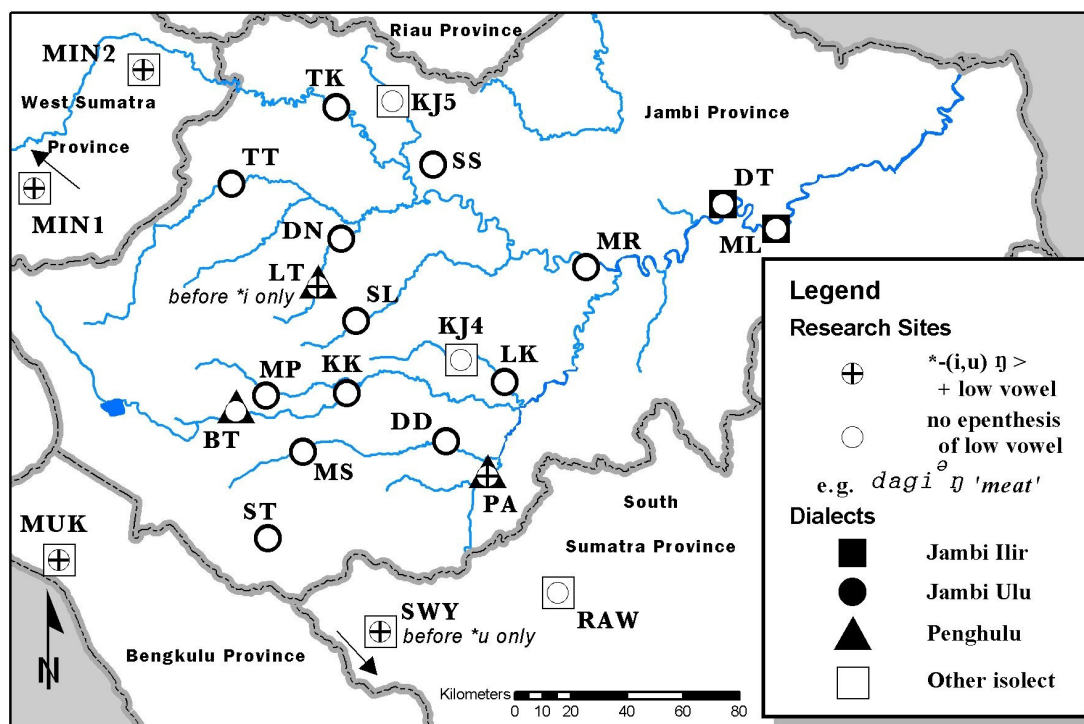 Riau Province
MIN2
TK
KJ5
West Sumatra
Province
Jambi Province
TT
SS
MIN1
DT
DN
ML
MR
LT
before *i only
SL
KJ4
MP
KK
LK
BT
DD
MS
PA
ST
South
Sumatra Province
MUK
SWY
before *u only
RAW
N
Bengkulu Province
Kilometers
0 10 20 40 60 80
Legend
Research Sites
*-(i,u) ŋ >
+ low vowel
no epenthesis
of low vowel
e.g. dagiᵊŋ 'meat'
Dialects
Jambi Ilir
Jambi Ulu
Penghulu
Other isolect